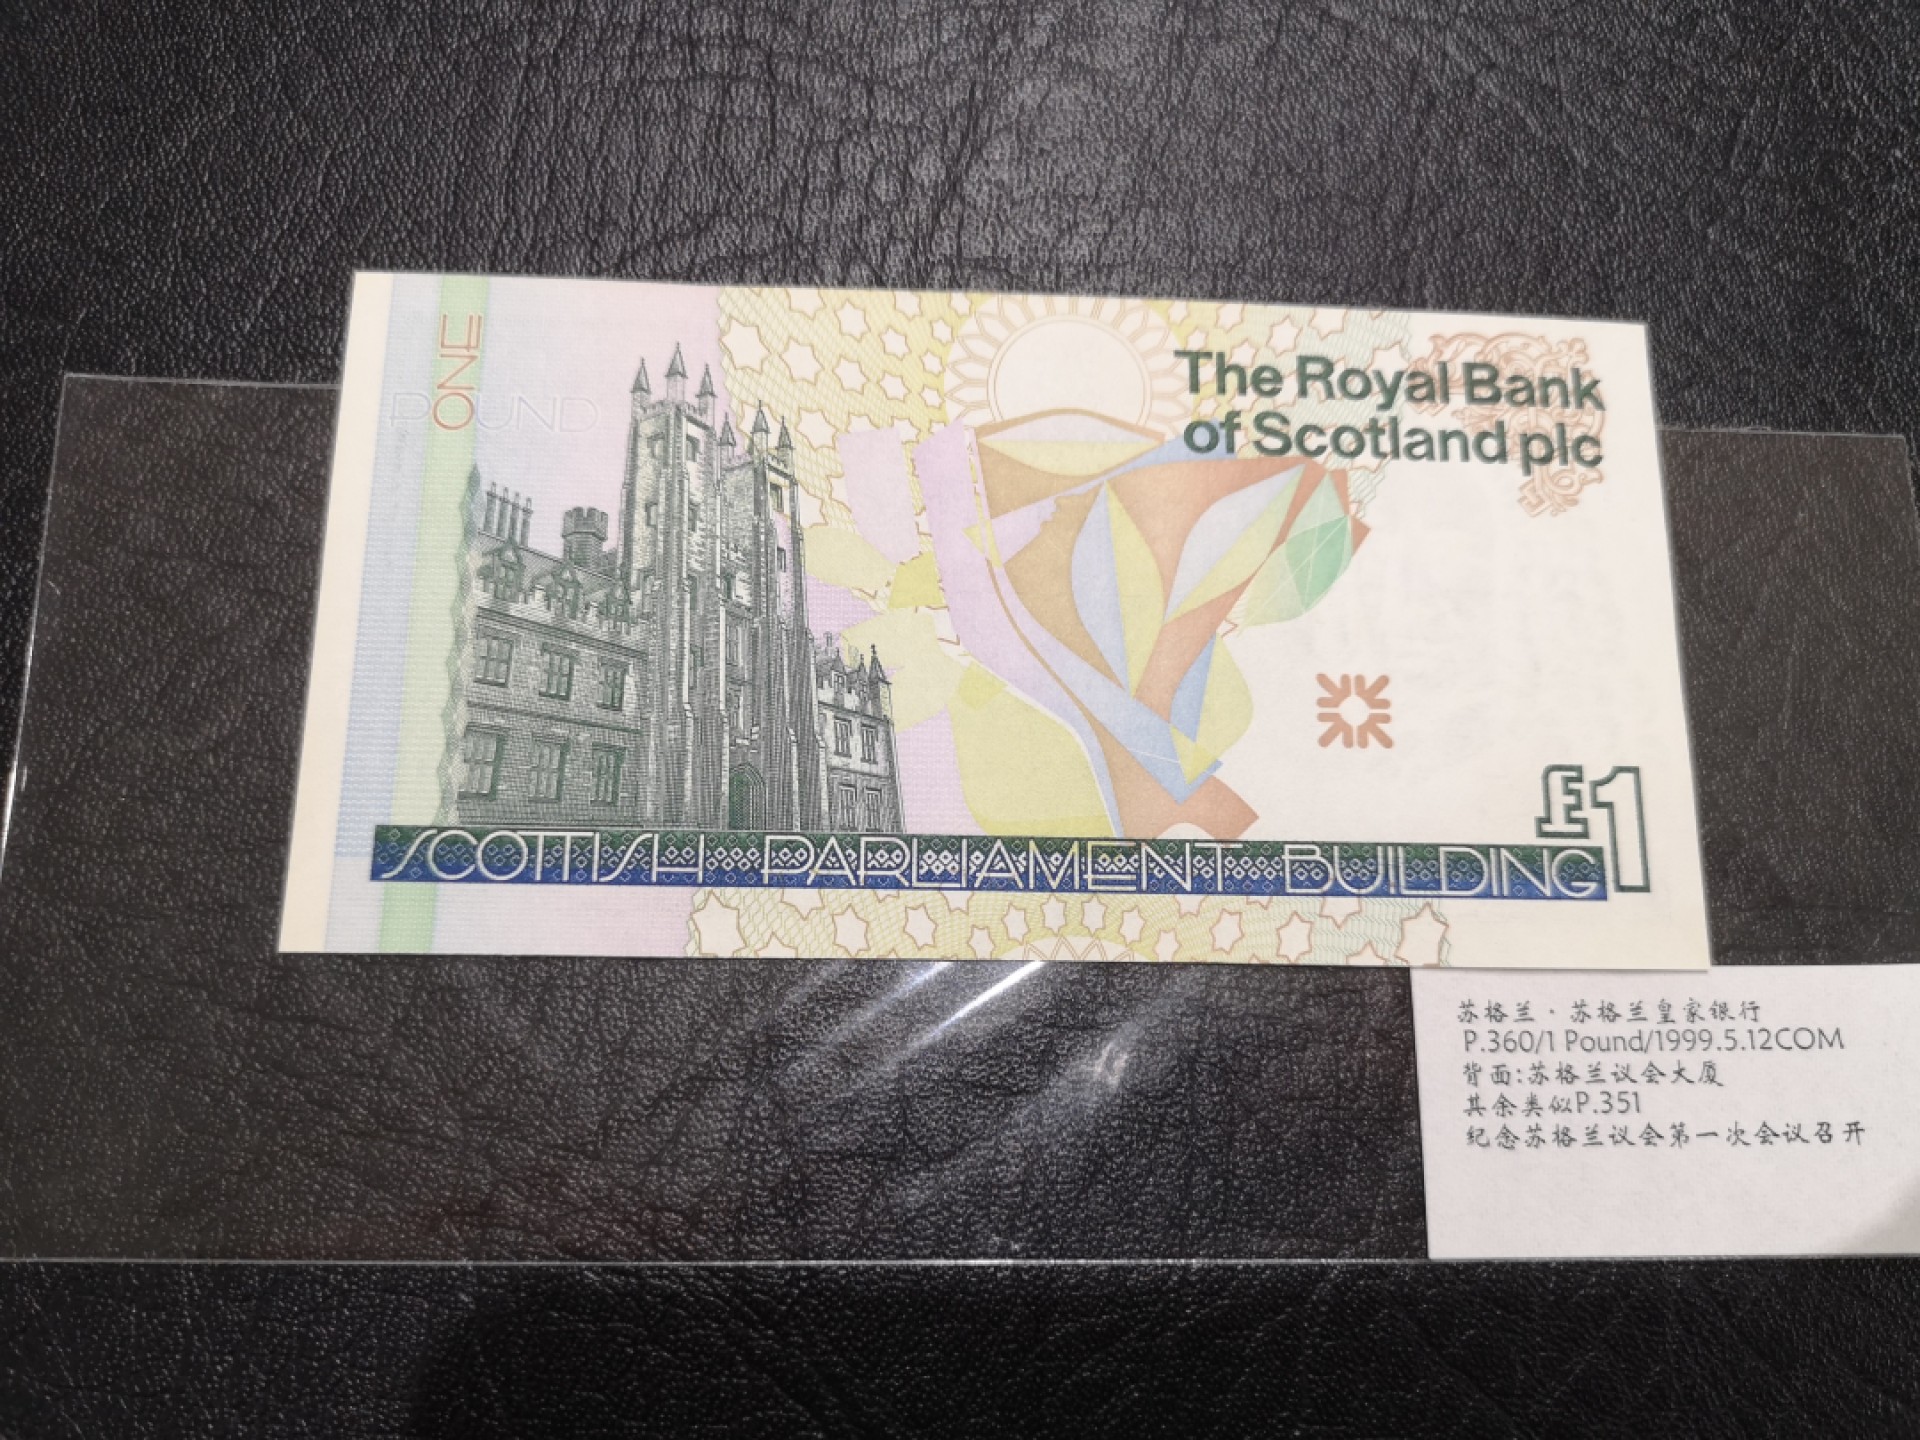 ONE
POUND
The Royal Bank
of Scotland plc
£1
SCOTTISH PARLIAMENT BUILDING
苏格兰·苏格兰皇家银行
P.360/1 Pound/1999.5.12COM
背面:苏格兰议会大厦
其余类似P.351
纪念苏格兰议会第一次会议召开